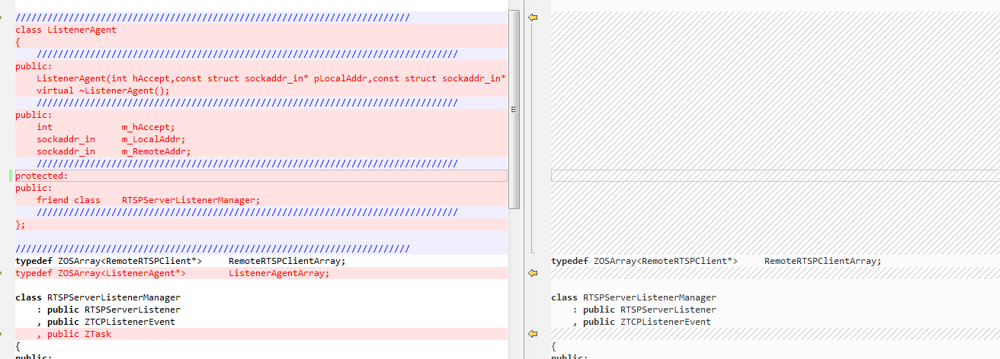 //////////////////////////////////////////////////////////////////////////
class ListenerAgent
{
    ///////////////////////////////////////////////////////////////////////////////
public:
    ListenerAgent(int hAccept,const struct sockaddr_in* pLocalAddr,const struct sockaddr_in*
    virtual ~ListenerAgent();
    ///////////////////////////////////////////////////////////////////////////////
public:
    int             m_hAccept;
    sockaddr_in     m_LocalAddr;
    sockaddr_in     m_RemoteAddr;
    ///////////////////////////////////////////////////////////////////////////////
protected:
public:
    friend class    RTSPServerListenerManager;
    ///////////////////////////////////////////////////////////////////////////////
};
//////////////////////////////////////////////////////////////////////////
typedef ZOSArray<RemoteRTSPClient*>     RemoteRTSPClientArray;
typedef ZOSArray<ListenerAgent*>        ListenerAgentArray;
class RTSPServerListenerManager
    : public RTSPServerListener
    , public ZTCPListenerEvent
    , public ZTask
{
public:
typedef ZOSArray<RemoteRTSPClient*>     RemoteRTSPClientArray;
class RTSPServerListenerManager
    : public RTSPServerListener
    , public ZTCPListenerEvent
{
public: